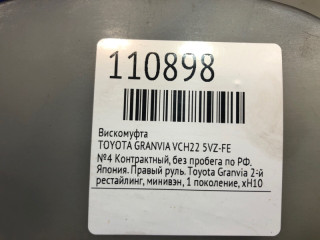 110898
Вискомуфта
TOYOTA GRANVIA VCH22 5VZ-FE
№4 Контрактный, без пробега по РФ,
Япония. Правый руль. Toyota Granvia 2-й
рестайлинг, минивэн, 1 поколение, xH10